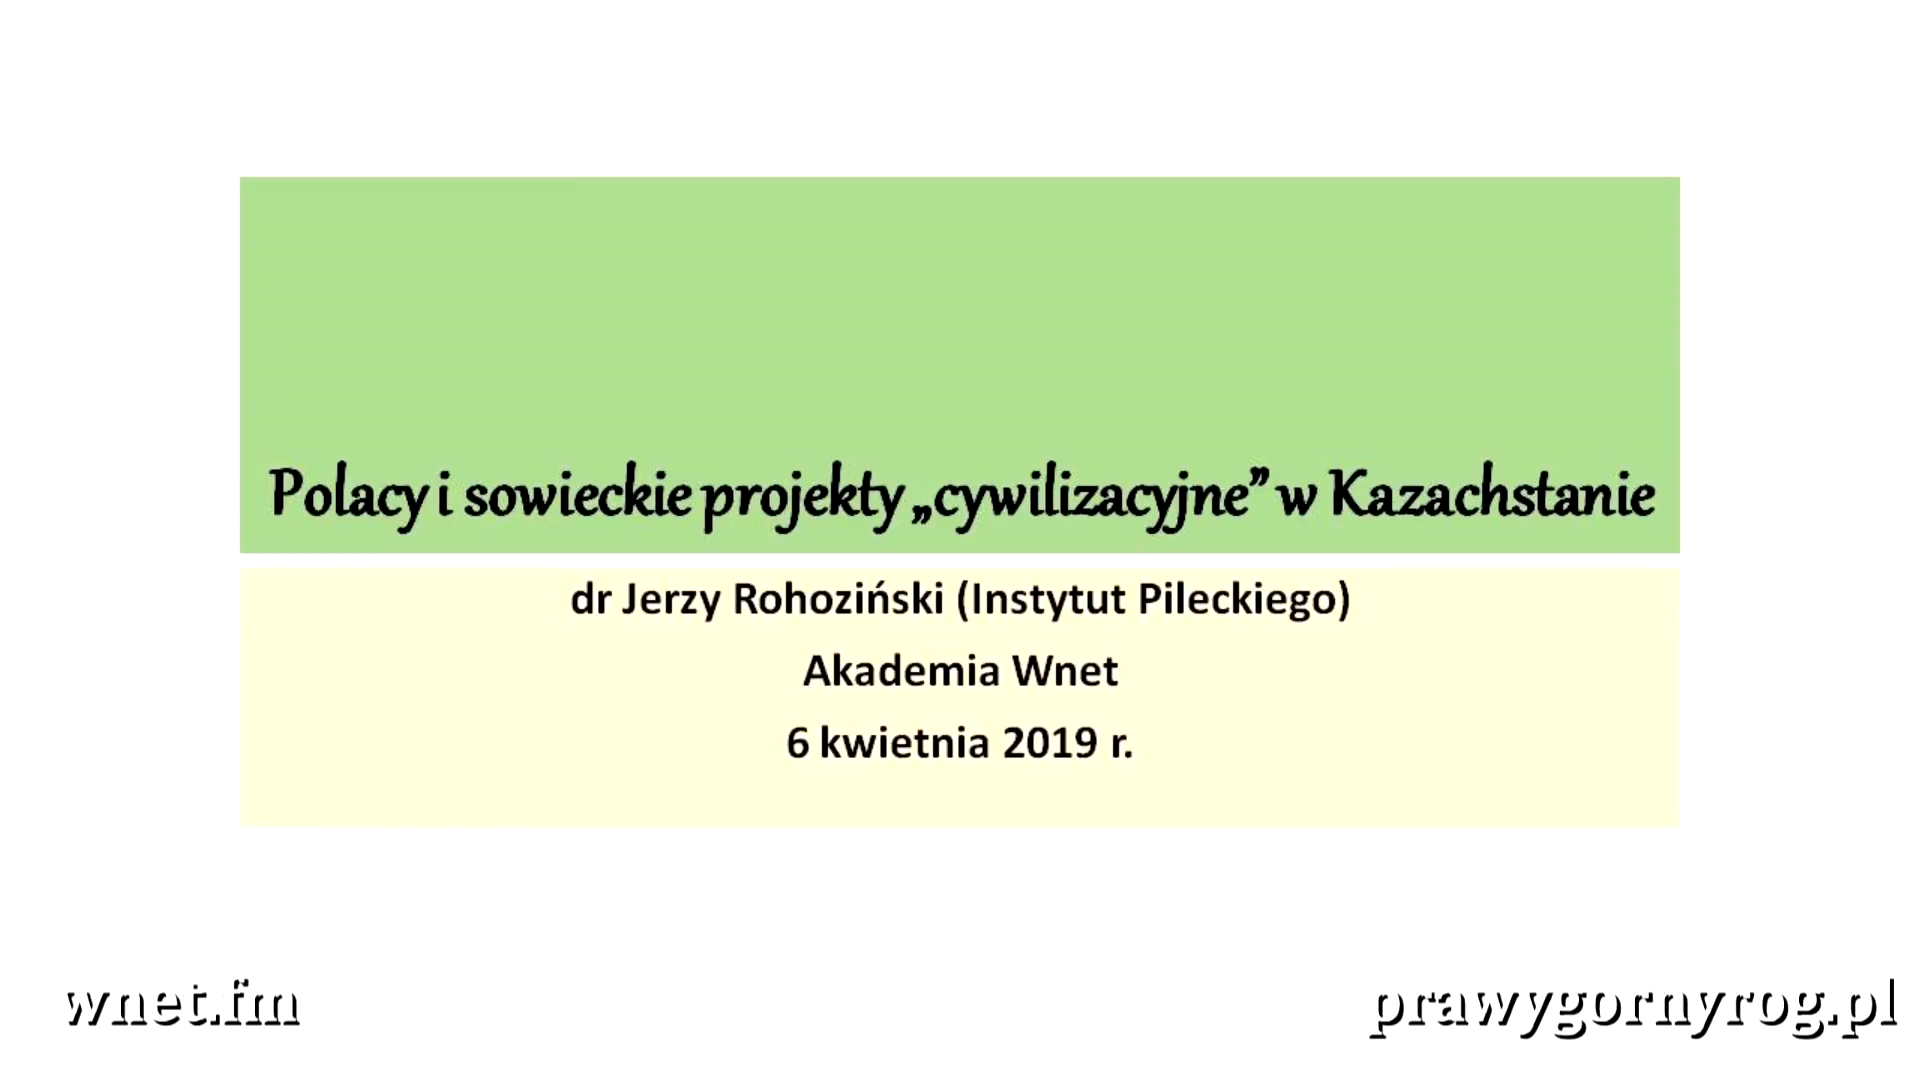 Polacy i sowieckie projekty „cywilizacyjne” w Kazachstanie
dr Jerzy Rohoziński (Instytut Pileckiego)
Akademia Wnet
6 kwietnia 2019 r.
wnet.fm
prawygornyrog.pl